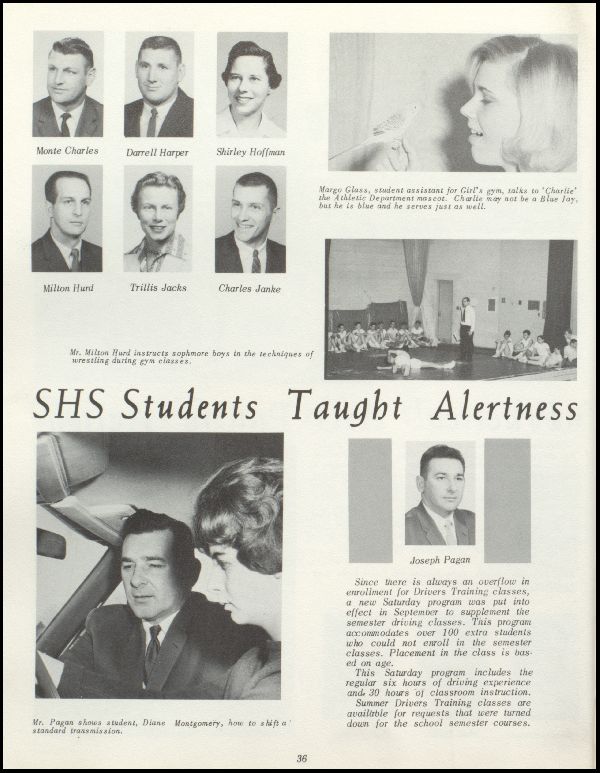 Monte Charles
Darrell Harper
Shirley Hoffman
Margo Glass, student assistant for Girl's gym, talks to 'Charlie'
the Athletic Department mascot. Charlie may not be a Blue Jay,
but he is blue and he serves just as well.
Milton Hurd
Trillis Jacks
Charles Janke
Mr. Milton Hurd instructs sophmore boys in the techniques of
wrestling during gym classes.
SHS Students Taught Alertness
Joseph Pagan
Since there is always an overflow in
enrollment for Drivers Training classes,
a new Saturday program was put into
effect in September to supplement the
semester driving classes. This program
accommodates over 100 extra students
who could not enroll in the semester
classes. Placement in the class is bas-
ed on age.
This Saturday program includes the
regular six hours of driving experience
and 30 hours of classroom instruction.
Summer Drivers Training classes are
available for requests that were turned
down for the school semester courses.
Mr. Pagan shows student, Diane Montgomery, how to shift a
standard transmission.
36